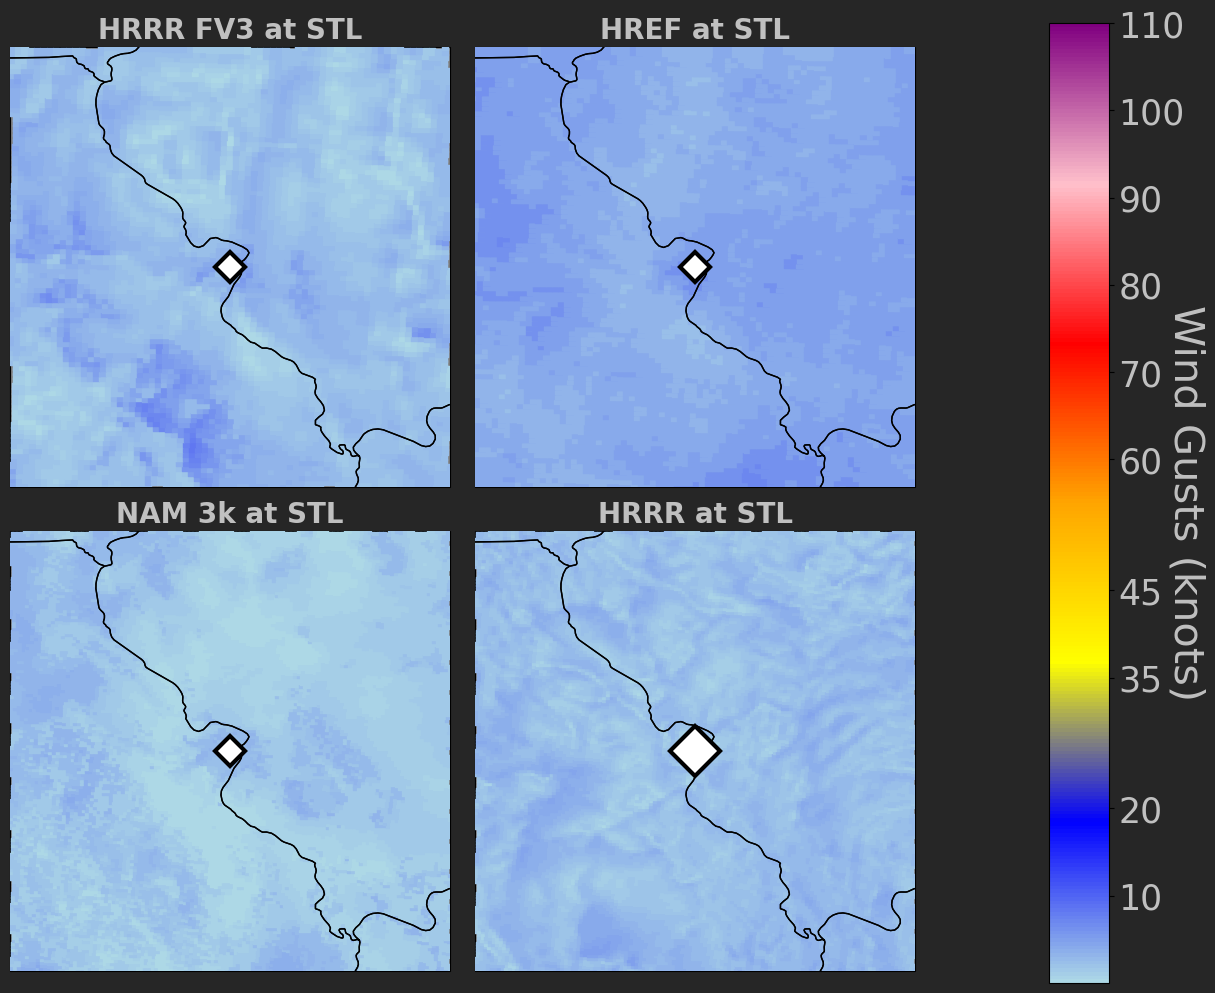 HRRR FV3 at STL
HREF at STL
NAM 3k at STL
HRRR at STL
110
100
90
80
70
60
45
35
20
10
Wind Gusts (knots)